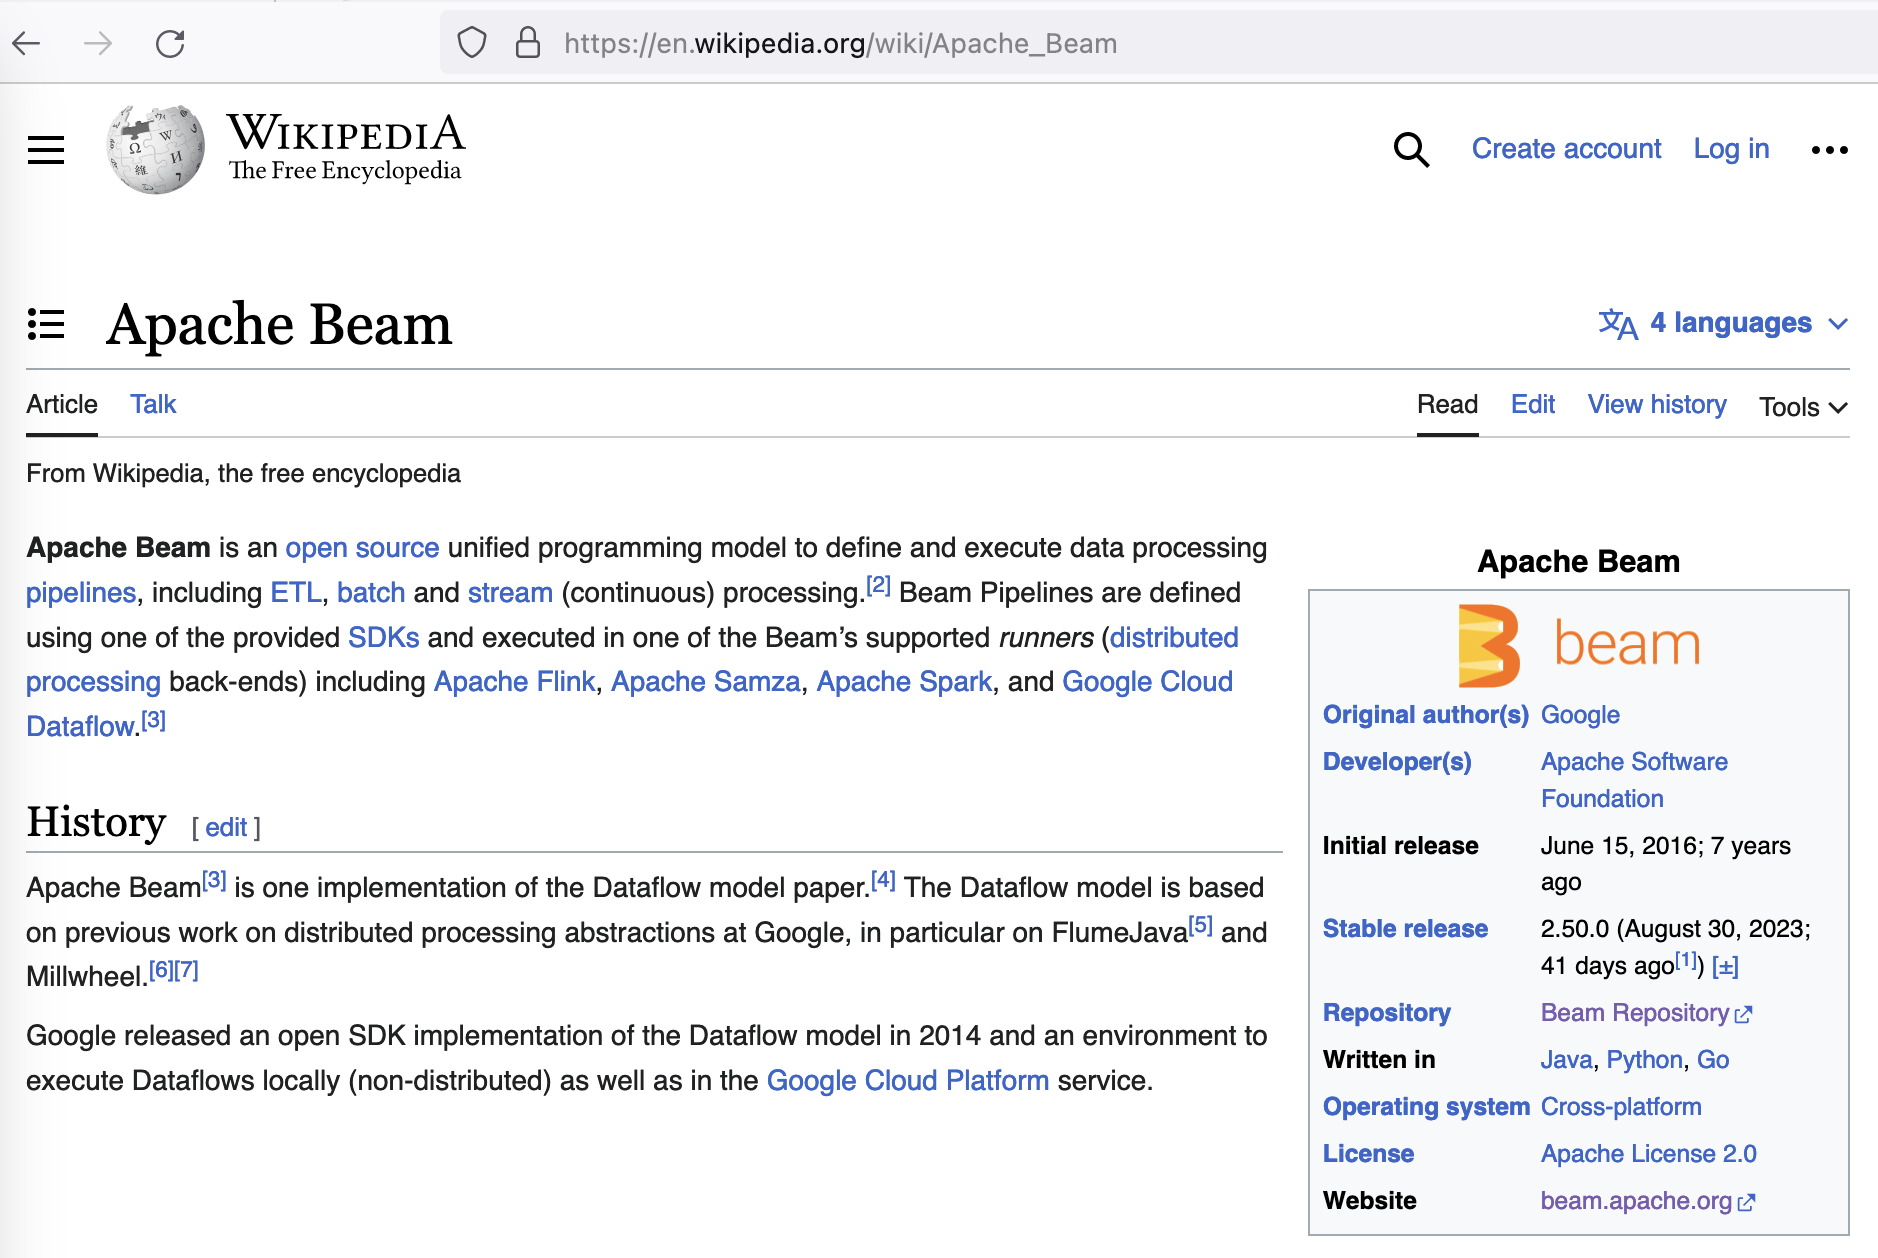 https://en.wikipedia.org/wiki/Apache_Beam
WIKIPEDIA
The Free Encyclopedia
Create account
Log in
Apache Beam
4 languages
Article
Talk
Read
Edit
View history
Tools
From Wikipedia, the free encyclopedia
Apache Beam is an open source unified programming model to define and execute data processing
pipelines, including ETL, batch and stream (continuous) processing.[2] Beam Pipelines are defined
using one of the provided SDKs and executed in one of the Beam’s supported runners (distributed
processing back-ends) including Apache Flink, Apache Samza, Apache Spark, and Google Cloud
Dataflow.[3]
History [ edit ]
Apache Beam[3] is one implementation of the Dataflow model paper.[4] The Dataflow model is based
on previous work on distributed processing abstractions at Google, in particular on FlumeJava[5] and
Millwheel.[6][7]
Google released an open SDK implementation of the Dataflow model in 2014 and an environment to
execute Dataflows locally (non-distributed) as well as in the Google Cloud Platform service.
Apache Beam
beam
Original author(s) Google
Developer(s) Apache Software
Foundation
Initial release June 15, 2016; 7 years
ago
Stable release 2.50.0 (August 30, 2023;
41 days ago[1]) [±]
Repository Beam Repository
Written in Java, Python, Go
Operating system Cross-platform
License Apache License 2.0
Website beam.apache.org